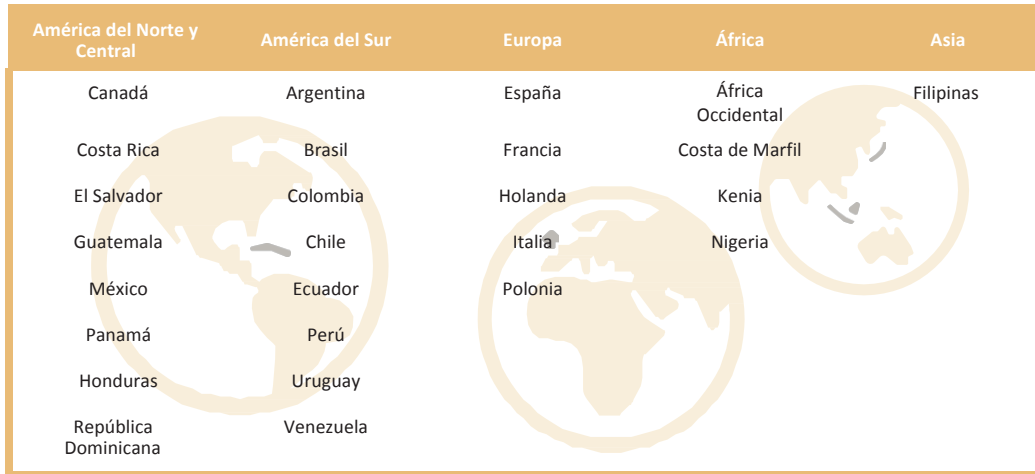 América del Norte y
Central
América del Sur
Europa
África
Asia
Canadá
Argentina
España
África
Occidental
Filipinas
Costa Rica
Brasil
Francia
Costa de Marfil
El Salvador
Colombia
Holanda
Kenia
Guatemala
Chile
Italia
Nigeria
México
Ecuador
Polonia
Panamá
Perú
Honduras
Uruguay
República
Dominicana
Venezuela